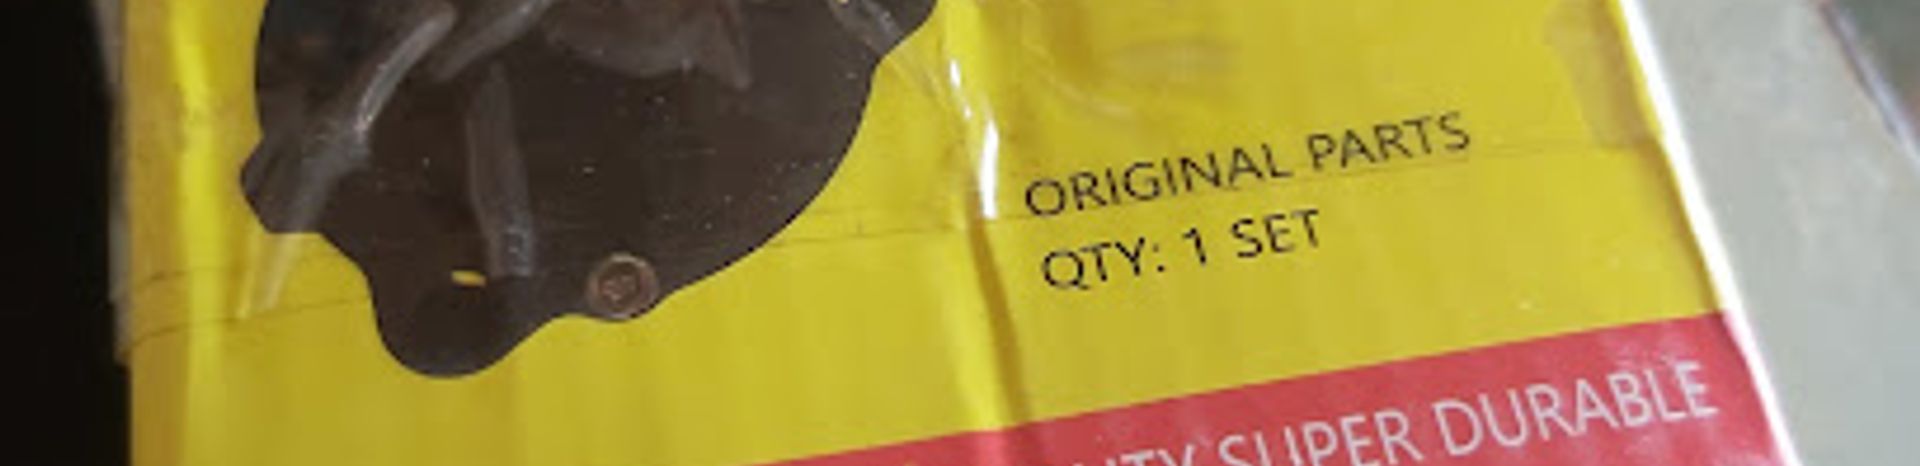 ORIGINAL PARTS
QTY: 1 SET
SUPER DURABLE